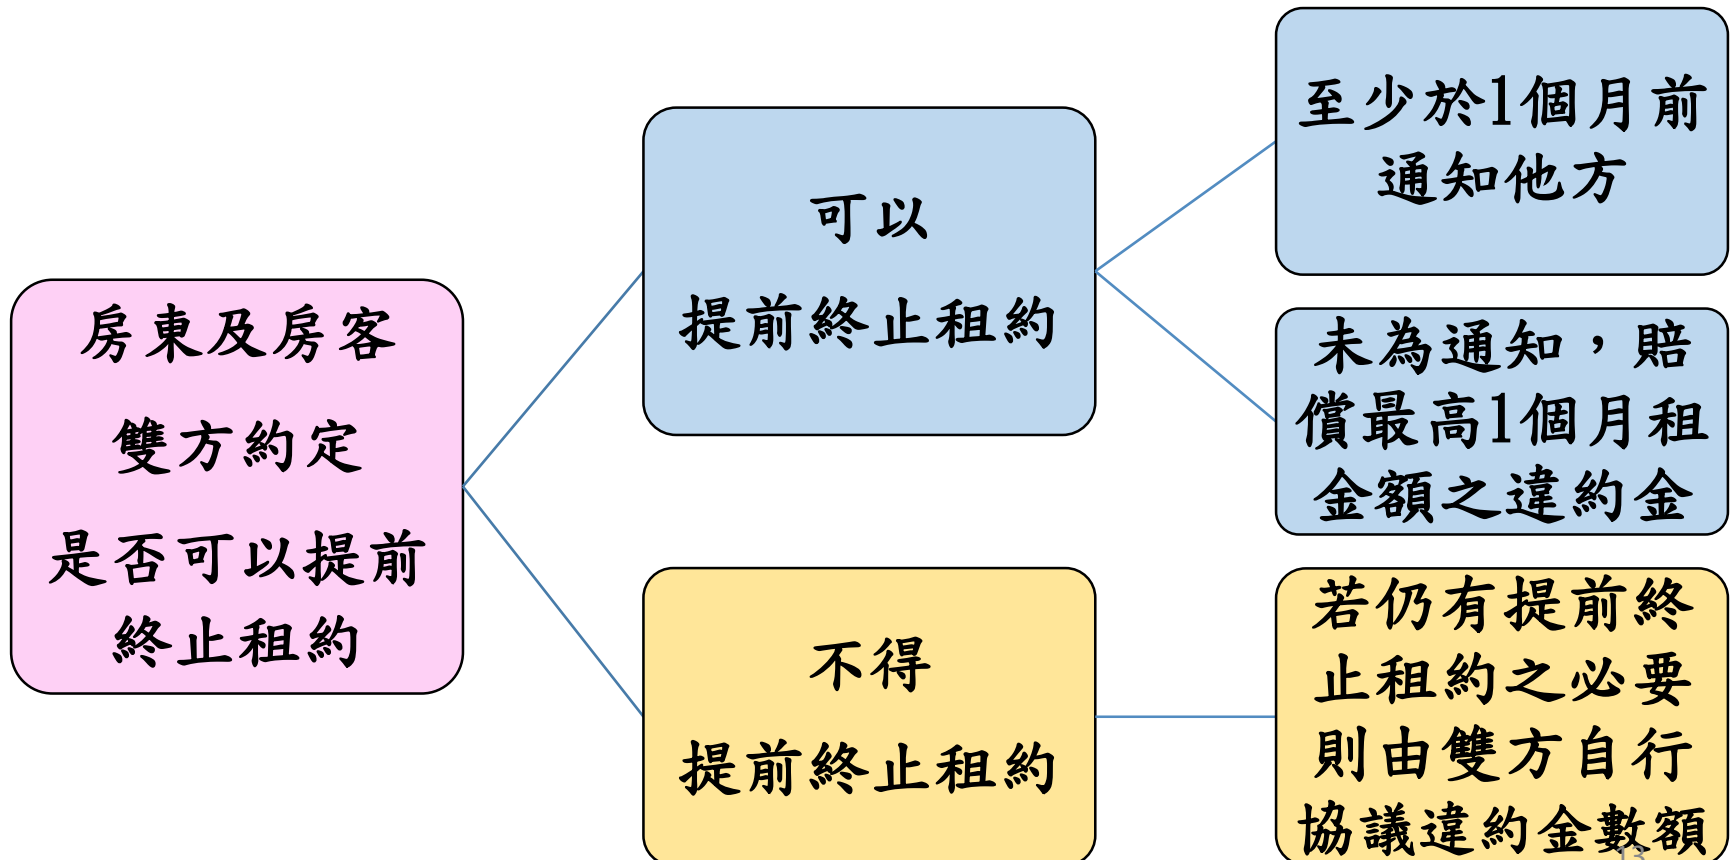 房東及房客
雙方約定
是否可以提前
終止租約
可以
提前終止租約
不得
提前終止租約
至少於1個月前
通知他方
未為通知，賠
償最高1個月租
金額之違約金
若仍有提前終
止租約之必要
則由雙方自行
協議違約金數額
13